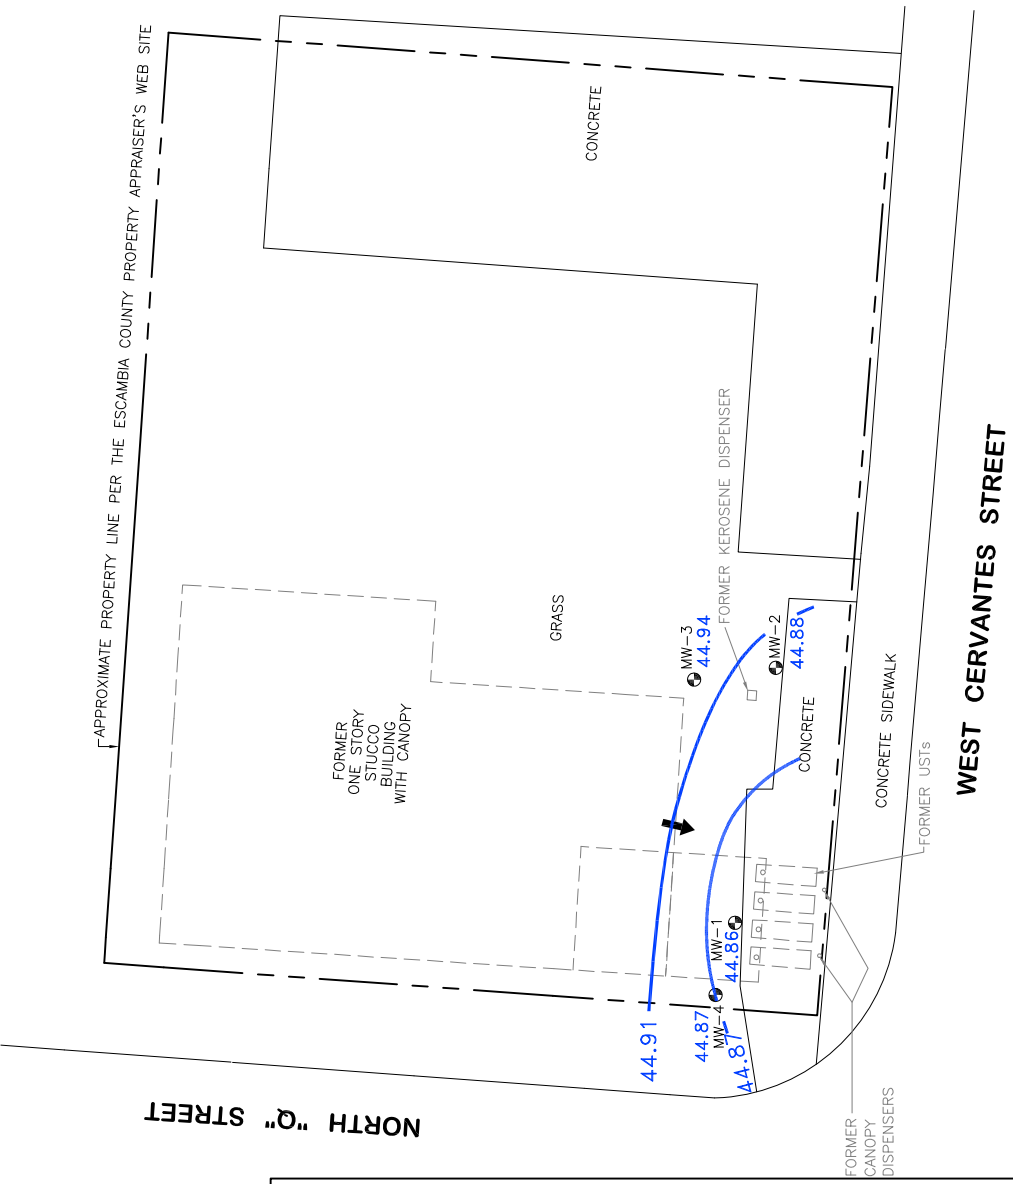 APPROXIMATE PROPERTY LINE PER THE ESCAMBIA COUNTY PROPERTY APPRAISER'S WEB SITE
CONCRETE
FORMER
ONE STORY
STUCCO
BUILDING
WITH CANOPY
GRASS
FORMER KEROSENE DISPENSER
MW-3
44.94
MW-2
44.88
CONCRETE
CONCRETE SIDEWALK
FORMER USTs
WEST CERVANTES STREET
MW-1
44.86
44.91
44.87
MW-4
44.87
FORMER
CANOPY
DISPENSERS
NORTH "Q" STREET